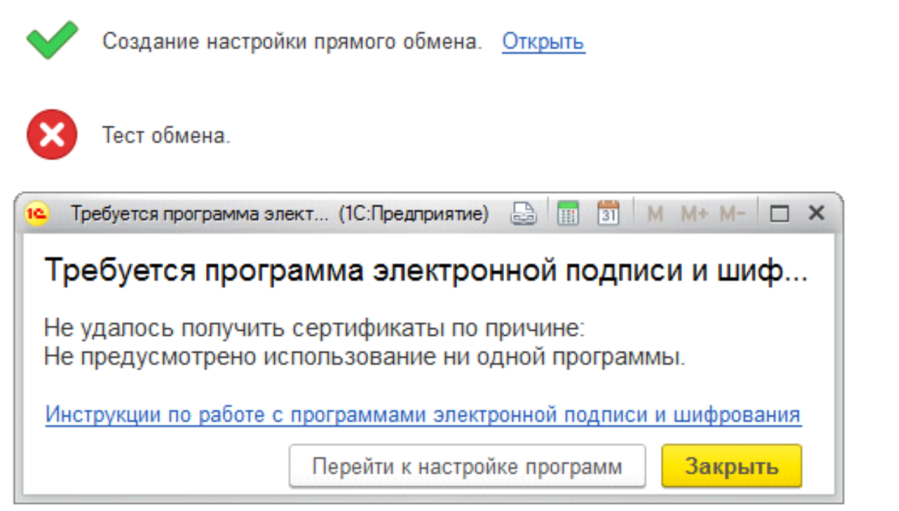 Создание настройки прямого обмена. Открыть
Тест обмена.
1С Требуется программа элект... (1С:Предприятие) 31 M M+ M-
Требуется программа электронной подписи и шиф...
Не удалось получить сертификаты по причине:
Не предусмотрено использование ни одной программы.
Инструкции по работе с программами электронной подписи и шифрования
Перейти к настройке программ Закрыть